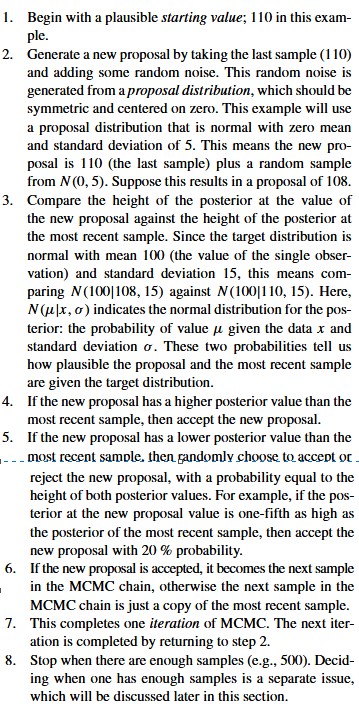 1. Begin with a plausible starting value; 110 in this exam-
ple.
2. Generate a new proposal by taking the last sample (110)
and adding some random noise. This random noise is
generated from a proposal distribution, which should be
symmetric and centered on zero. This example will use
a proposal distribution that is normal with zero mean
and standard deviation of 5. This means the new pro-
posal is 110 (the last sample) plus a random sample
from N(0, 5). Suppose this results in a proposal of 108.
3. Compare the height of the posterior at the value of
the new proposal against the height of the posterior at
the most recent sample. Since the target distribution is
normal with mean 100 (the value of the single obser-
vation) and standard deviation 15, this means com-
paring N(100|108, 15) against N(100|110, 15). Here,
N(μ|x, σ) indicates the normal distribution for the pos-
terior: the probability of value μ given the data x and
standard deviation σ. These two probabilities tell us
how plausible the proposal and the most recent sample
are given the target distribution.
4. If the new proposal has a higher posterior value than the
most recent sample, then accept the new proposal.
5. If the new proposal has a lower posterior value than the
most recent sample, then randomly choose to accept or
reject the new proposal, with a probability equal to the
height of both posterior values. For example, if the pos-
terior at the new proposal value is one-fifth as high as
the posterior of the most recent sample, then accept the
new proposal with 20 % probability.
6. If the new proposal is accepted, it becomes the next sample
in the MCMC chain, otherwise the next sample in the
MCMC chain is just a copy of the most recent sample.
7. This completes one iteration of MCMC. The next iter-
ation is completed by returning to step 2.
8. Stop when there are enough samples (e.g., 500). Decid-
ing when one has enough samples is a separate issue,
which will be discussed later in this section.